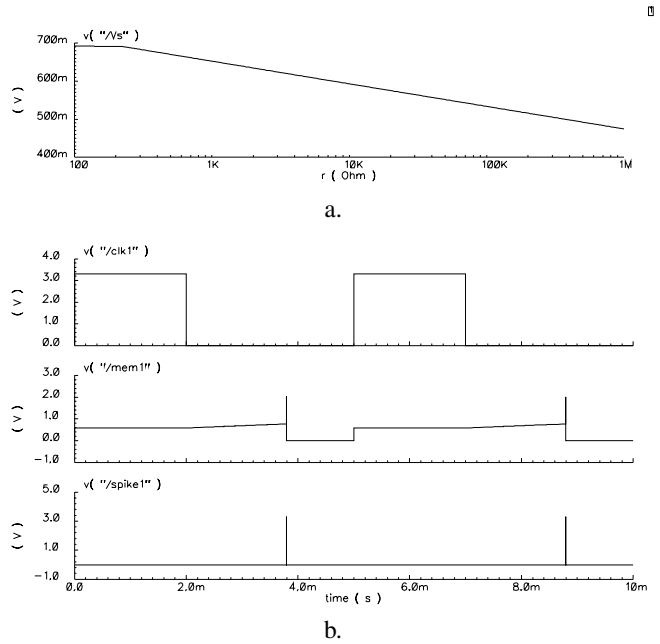 1
v( "/Vs" )
700m
600m
500m
400m
( V )
100 1K 10K 100K 1M
r ( Ohm )
a.
v( "/clk1" )
4.0
3.0
2.0
1.0
0.0
( V )
v( "/mem1" )
3.0
2.0
1.0
0.0
-1.0
( V )
v( "/spike1" )
5.0
3.0
1.0
-1.0
( V )
0.0 2.0m 4.0m 6.0m 8.0m 10m
time ( s )
b.